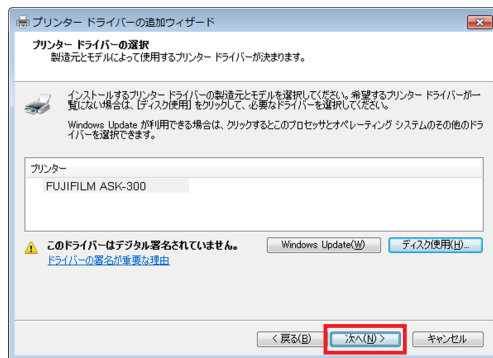 プリンター ドライバーの追加ウィザード
プリンター ドライバーの選択
製造元とモデルによって使用するプリンター ドライバーが決まります。
インストールするプリンター ドライバーの製造元とモデルを選択してください。希望するプリンター ドライバーが一
覧にない場合は、[ディスク使用] をクリックして、必要なドライバーを選択してください。
Windows Update が利用できる場合は、クリックするとこのプロセッサとオペレーティング システムのその他のドラ
イバーを選択できます。
プリンター
FUJIFILM ASK-300
このドライバーはデジタル署名されていません。
Windows Update(W)
ディスク使用(H)...
ドライバーの署名が重要な理由
< 戻る(B)
次へ(N) >
キャンセル